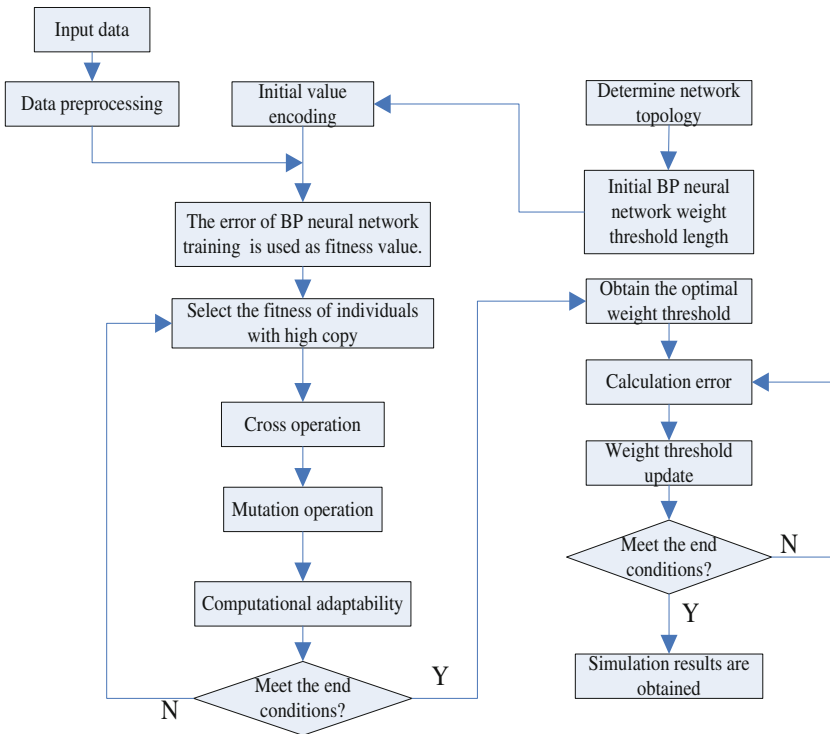 Input data
Data preprocessing
Initial value
encoding
The error of BP neural network
training is used as fitness value.
Select the fitness of individuals
with high copy
Cross operation
Mutation operation
Computational adaptability
Meet the end
conditions?
N
Y
Determine network
topology
Initial BP neural
network weight
threshold length
Obtain the optimal
weight threshold
Calculation error
Weight threshold
update
Meet the end
conditions?
N
Y
Simulation results are
obtained